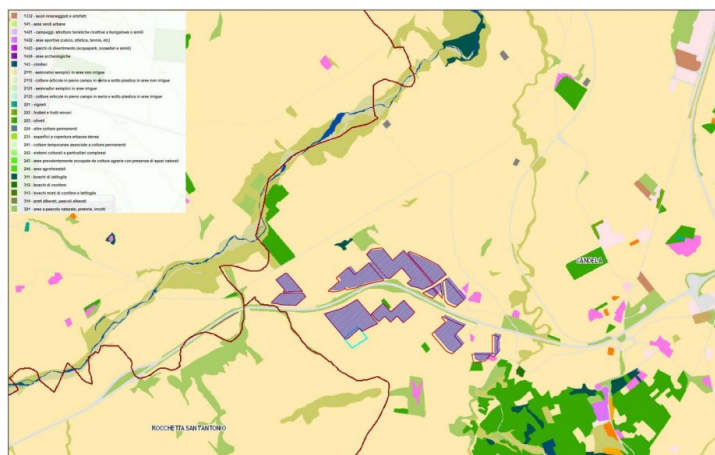 1332 - suoli rimaneggiati e artefatti
141 - aree verdi urbane
1421 - campeggi, strutture turistiche ricettive a bungalows o simili
1422 - aree sportive (calcio, atletica, tennis, etc)
1423 - parchi di divertimento (acquapark, zoosafari e simili)
1424 - aree archeologiche
143 - cimiteri
2111 - seminativi semplici in aree non irrigue
2112 - colture orticole in pieno campo in serra e sotto plastica in aree non irrigue
2121 - seminativi semplici in aree irrigue
2123 - colture orticole in pieno campo in serra e sotto plastica in aree irrigue
221 - vigneti
222 - frutteti e frutti minori
223 - uliveti
224 - altre colture permanenti
231 - superfici a copertura erbacea densa
241 - colture temporanee associate a colture permanenti
242 - sistemi colturali e particellari complessi
243 - aree prevalentemente occupate da coltura agrarie con presenza di spazi naturali
244 - aree agroforestali
311 - boschi di latifoglie
312 - boschi di conifere
313 - boschi misti di conifere e latifoglie
314 - prati alberati, pascoli alberati
321 - aree a pascolo naturale, praterie, incolti
CANDELA
ROCCHETTA SANT'ANTONIO